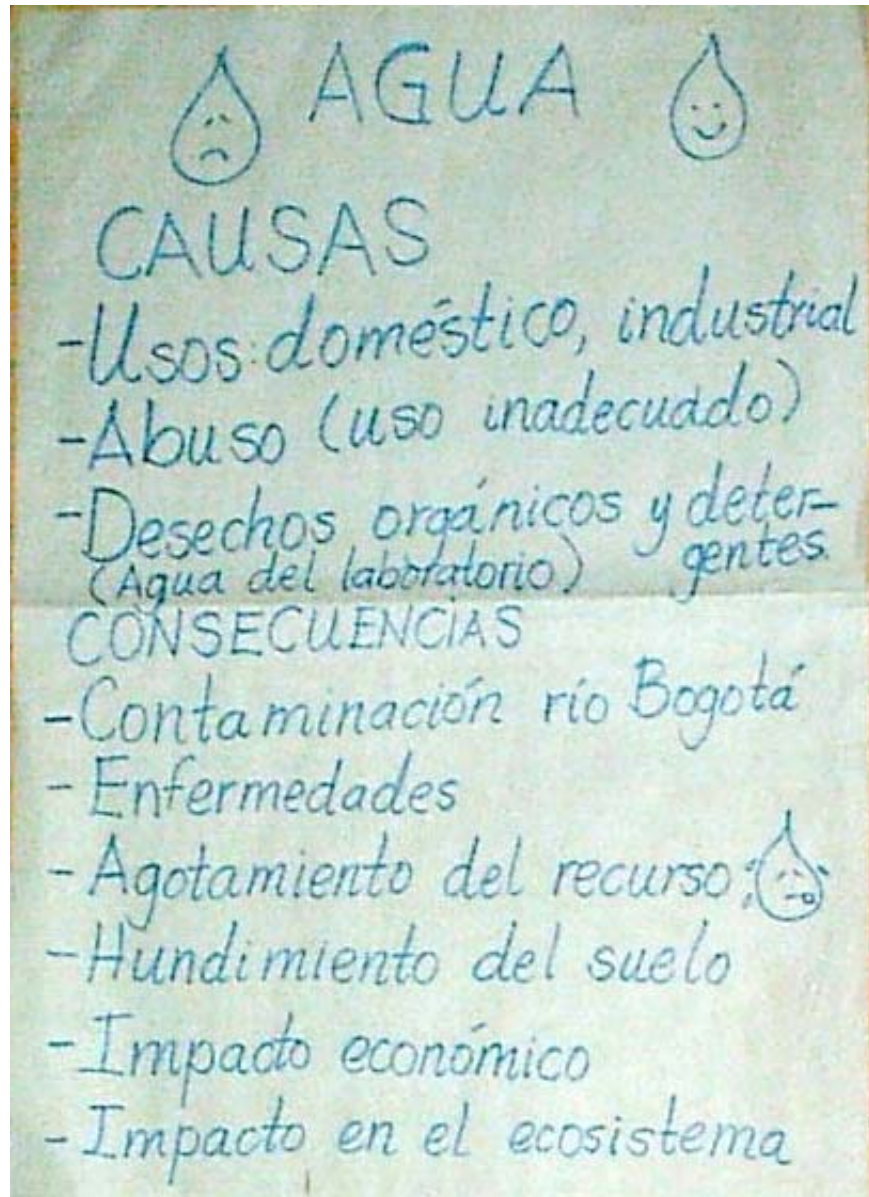 AGUA
CAUSAS
-Usos: doméstico, industrial
-Abuso (uso inadecuado)
-Desechos orgánicos y deter-
gentes.
(Agua del laboratorio)
CONSECUENCIAS
-Contaminación río Bogotá
- Enfermedades
- Agotamiento del recurso
-Hundimiento del suelo
-Impacto económico
- Impacto en el ecosistema